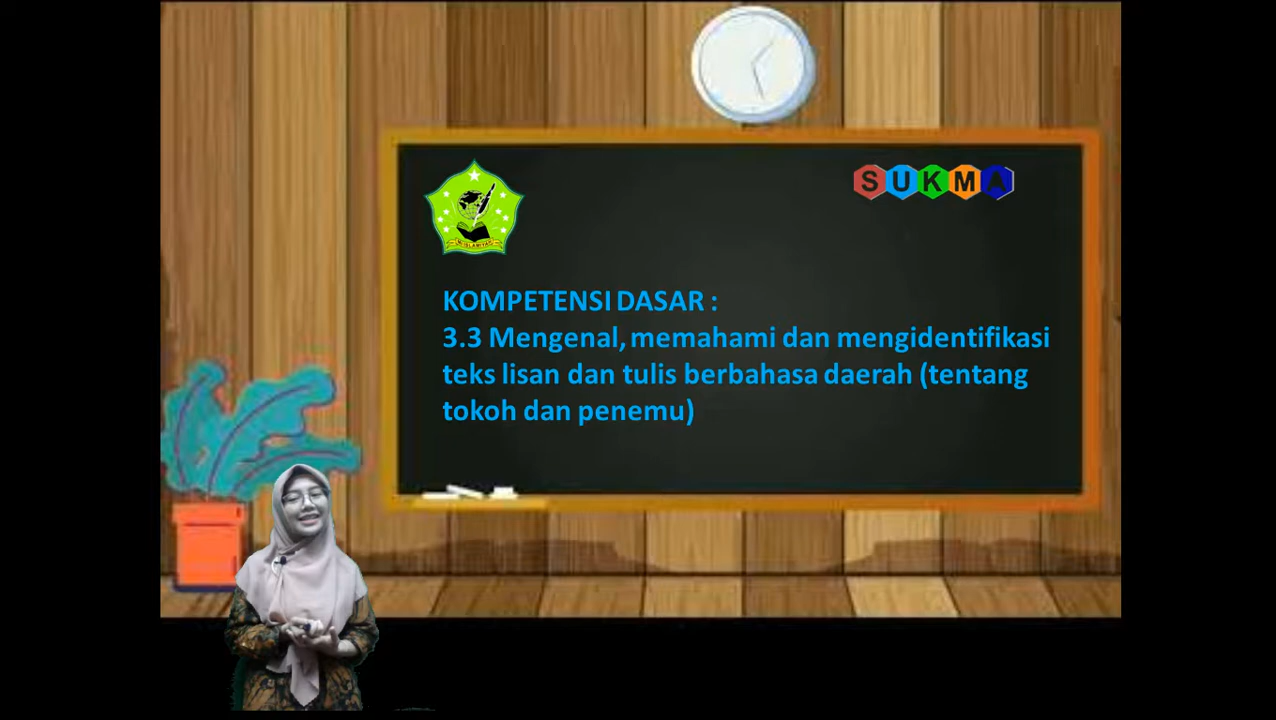 SUKMA
KOMPETENSI DASAR :
3.3 Mengenal, memahami dan mengidentifikasi
teks lisan dan tulis berbahasa daerah (tentang
tokoh dan penemu)